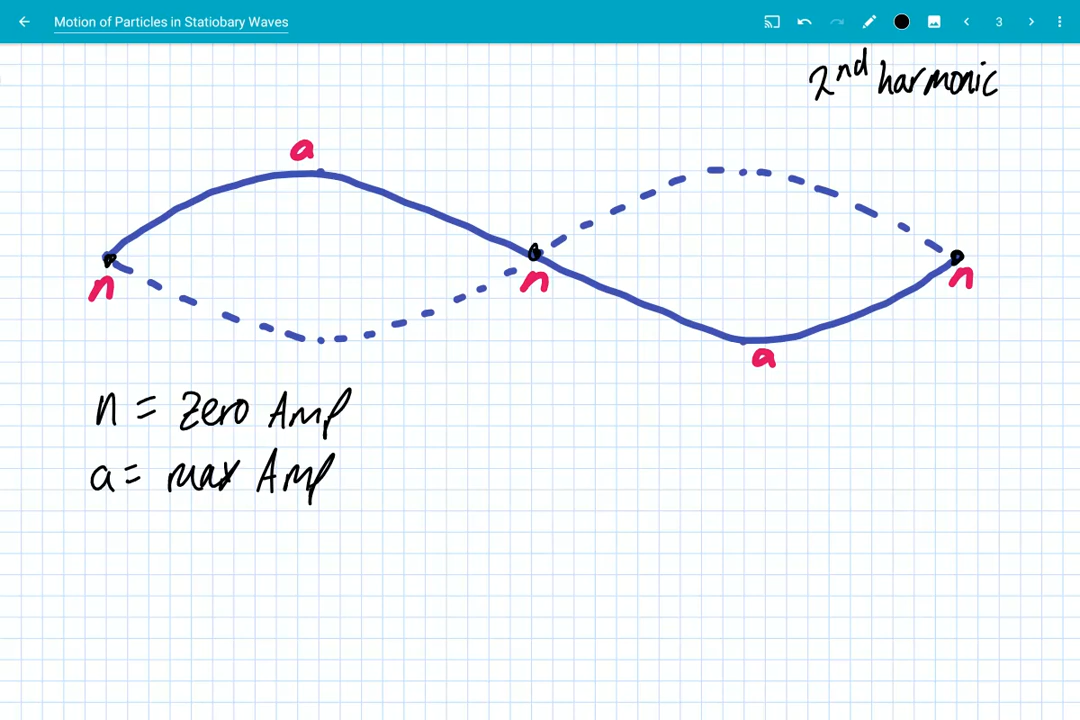 Motion of Particles in Statiobary Waves
3
2nd harmonic
a
n
n
n
a
n = Zero Amp
a = max Amp